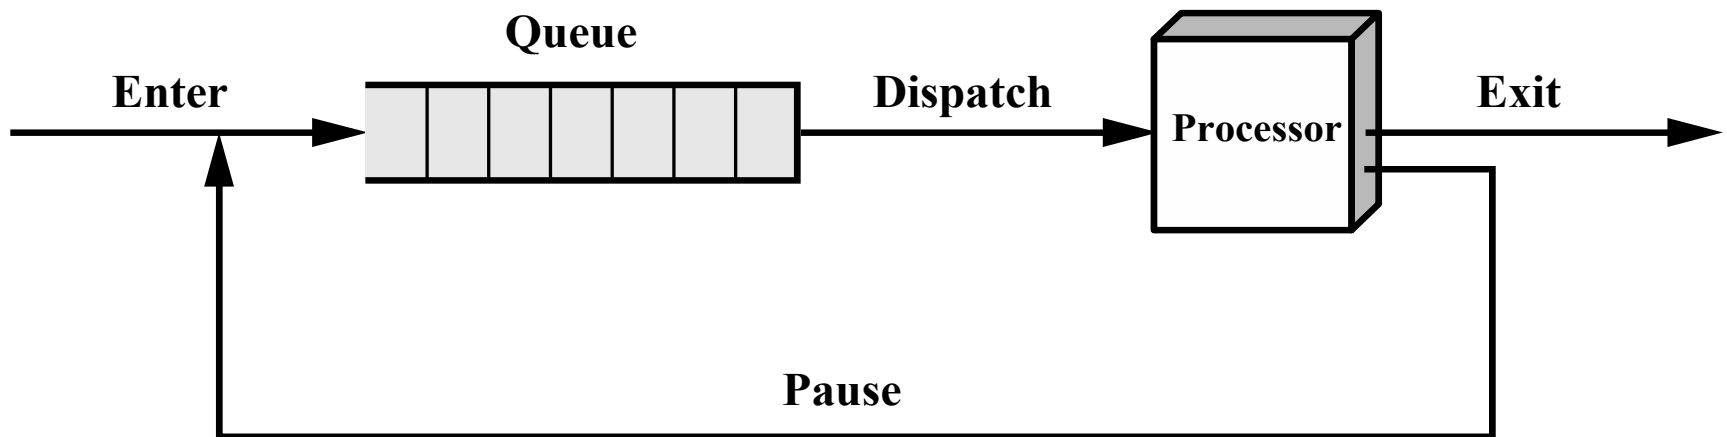 Queue
Enter
Dispatch
Processor
Exit
Pause